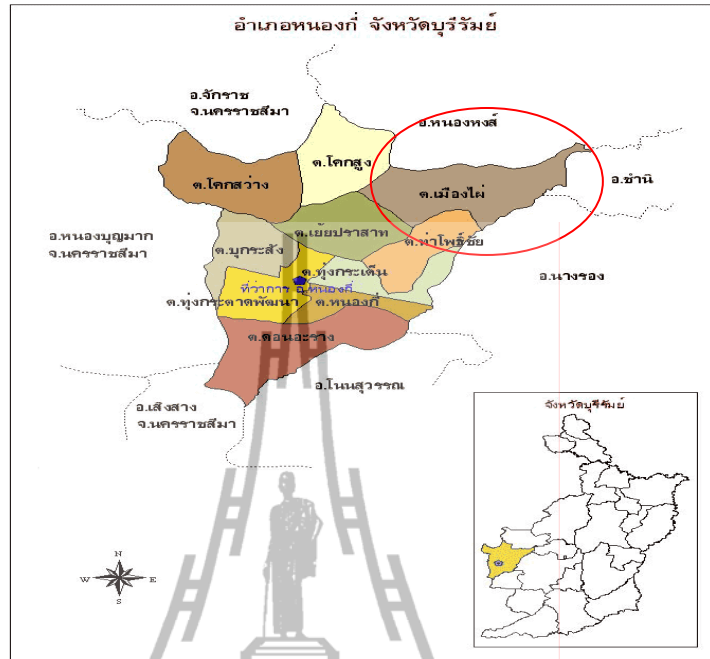 อำเภอหนองกี่ จังหวัดบุรีรัมย์
อ.จักราช
จ.นครราชสีมา
อ.หนองหงส์
อ.ชำนิ
ต.โคกสูง
ต.โคกสว่าง
ต.เมืองไผ่
อ.หนองบุญมาก
จ.นครราชสีมา
ต.เย้ยปราสาท
ต.ท่าโพธิ์ชัย
ต.บุกระสัง
ต.ทุ่งกระเต็น
อ.นางรอง
ที่ว่าการ อ.หนองกี่
ต.ทุ่งกระตาดพัฒนา
ต.หนองกี่
ต.ดอนอะราง
อ.โนนสุวรรณ
อ.เสิงสาง
จ.นครราชสีมา
จังหวัดบุรีรัมย์
N
W E
S